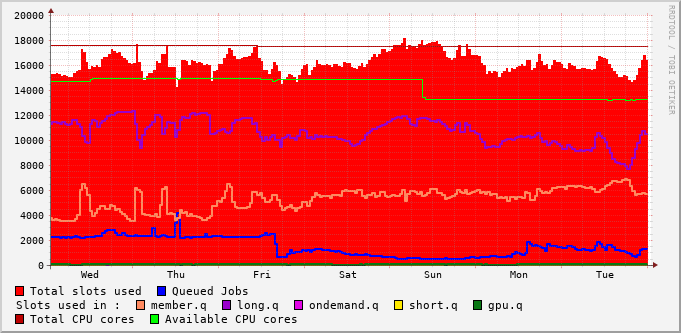 20000
18000
16000
14000
12000
10000
8000
6000
4000
2000
0
Wed Thu Fri Sat Sun Mon Tue
Total slots used Queued Jobs
Slots used in : member.q long.q ondemand.q short.q gpu.q
Total CPU cores Available CPU cores
RRDTOOL / TOBI OETIKER